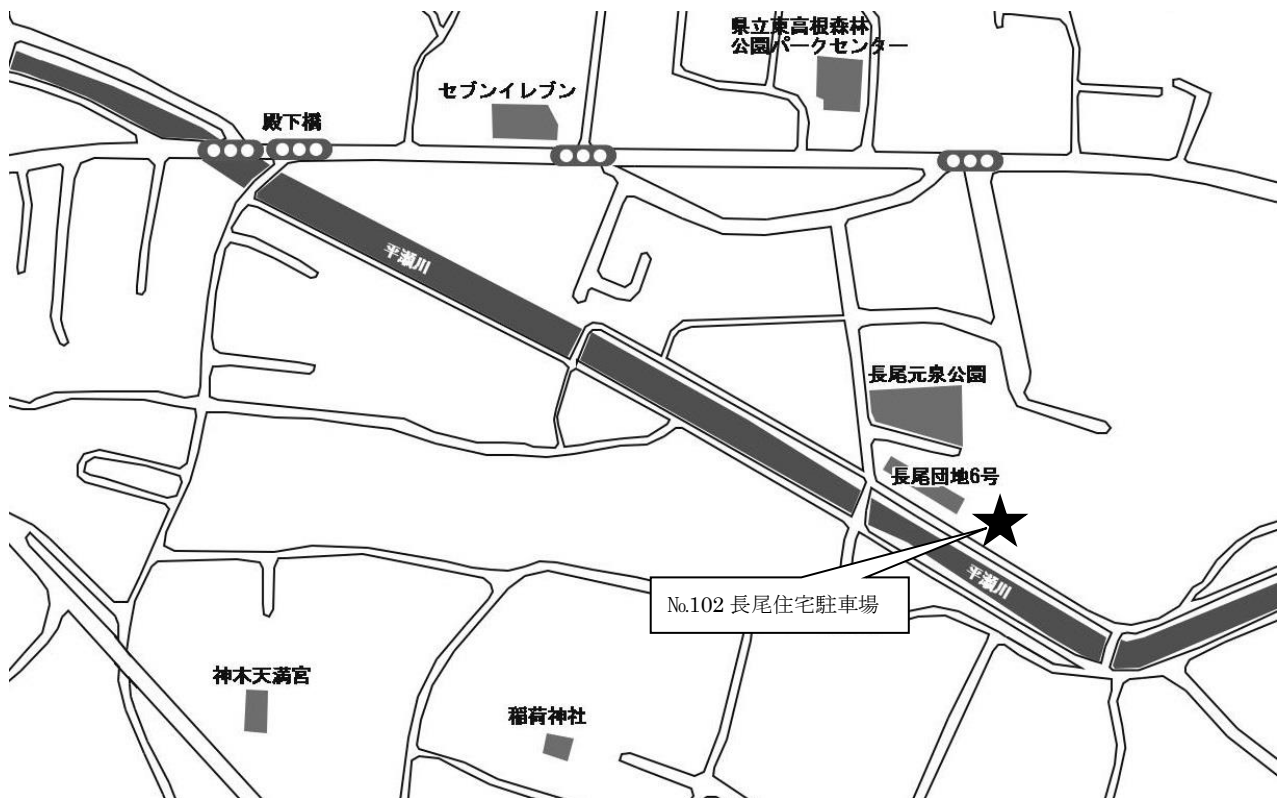 県立東高根森林
公園パークセンター
セブンイレブン
殿下橋
平瀬川
長尾元泉公園
長尾団地6号
平瀬川
№102 長尾住宅駐車場
神木天満宮
稲荷神社